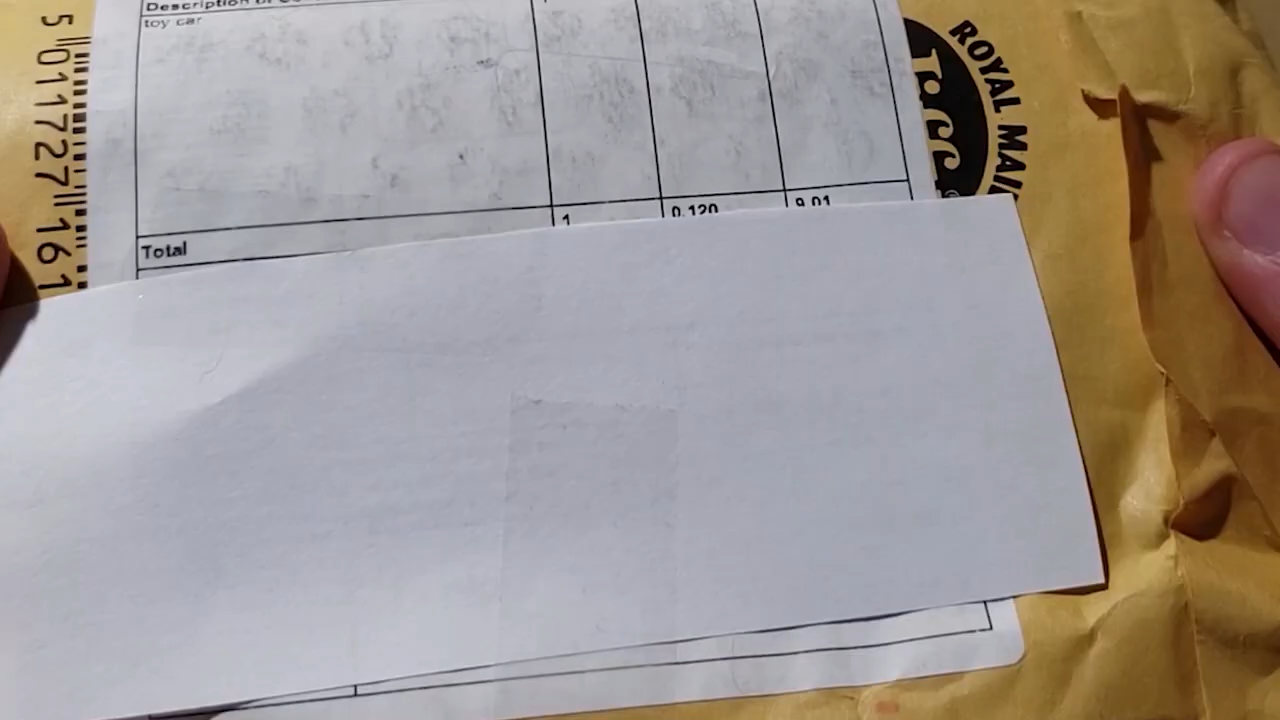 Description of
toy car
1 0.120 9.01
Total
5 011727 161
ROYAL MAIL